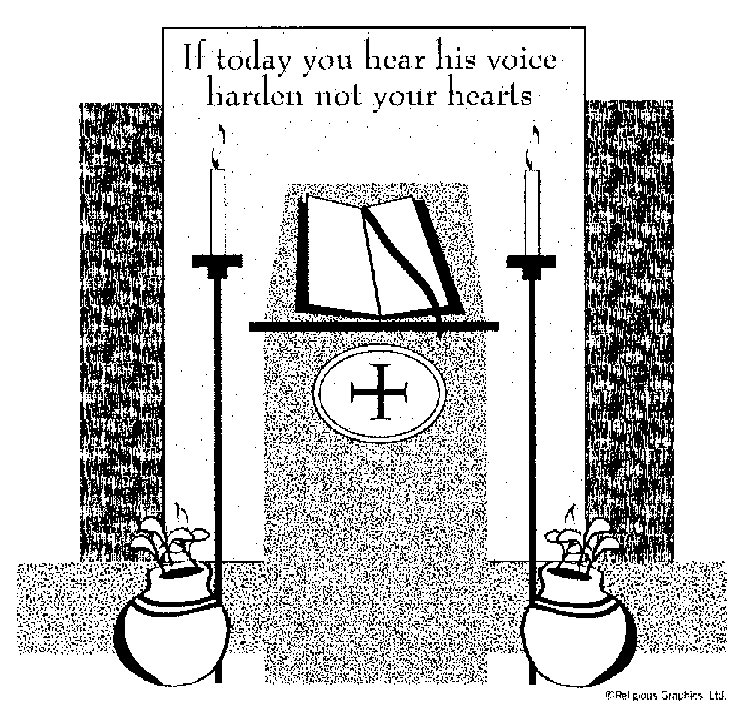 If today you hear his voice
harden not your hearts
©Religious Graphics, Ltd.